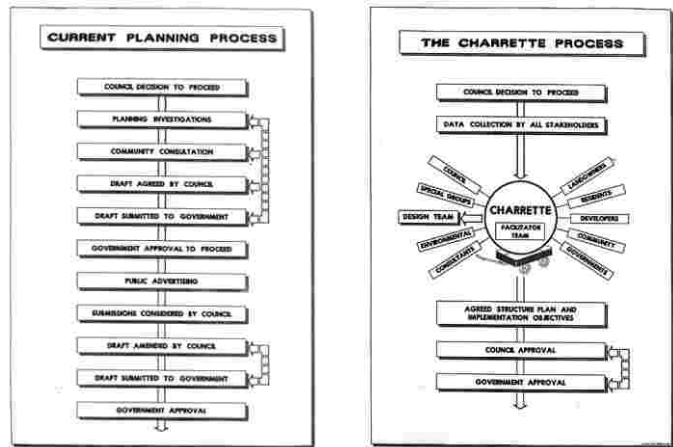 CURRENT PLANNING PROCESS
COUNCIL DECISION TO PROCEED
PLANNING INVESTIGATIONS
COMMUNITY CONSULTATION
DRAFT AGREED BY COUNCIL
DRAFT SUBMITTED TO GOVERNMENT
GOVERNMENT APPROVAL TO PROCEED
PUBLIC ADVERTISING
SUBMISSIONS CONSIDERED BY COUNCIL
DRAFT AMENDED BY COUNCIL
DRAFT SUBMITTED TO GOVERNMENT
GOVERNMENT APPROVAL
THE CHARRETTE PROCESS
COUNCIL DECISION TO PROCEED
DATA COLLECTION BY ALL STAKEHOLDERS
COUNCIL
SPECIAL GROUPS
DESIGN TEAM
ENVIRONMENTAL
CONSULTANTS
CHARRETTE
FACILITATOR
TEAM
LANDOWNERS
RESIDENTS
DEVELOPERS
COMMUNITY
GOVERNMENTS
AGREED STRUCTURE PLAN AND
IMPLEMENTATION OBJECTIVES
COUNCIL APPROVAL
GOVERNMENT APPROVAL